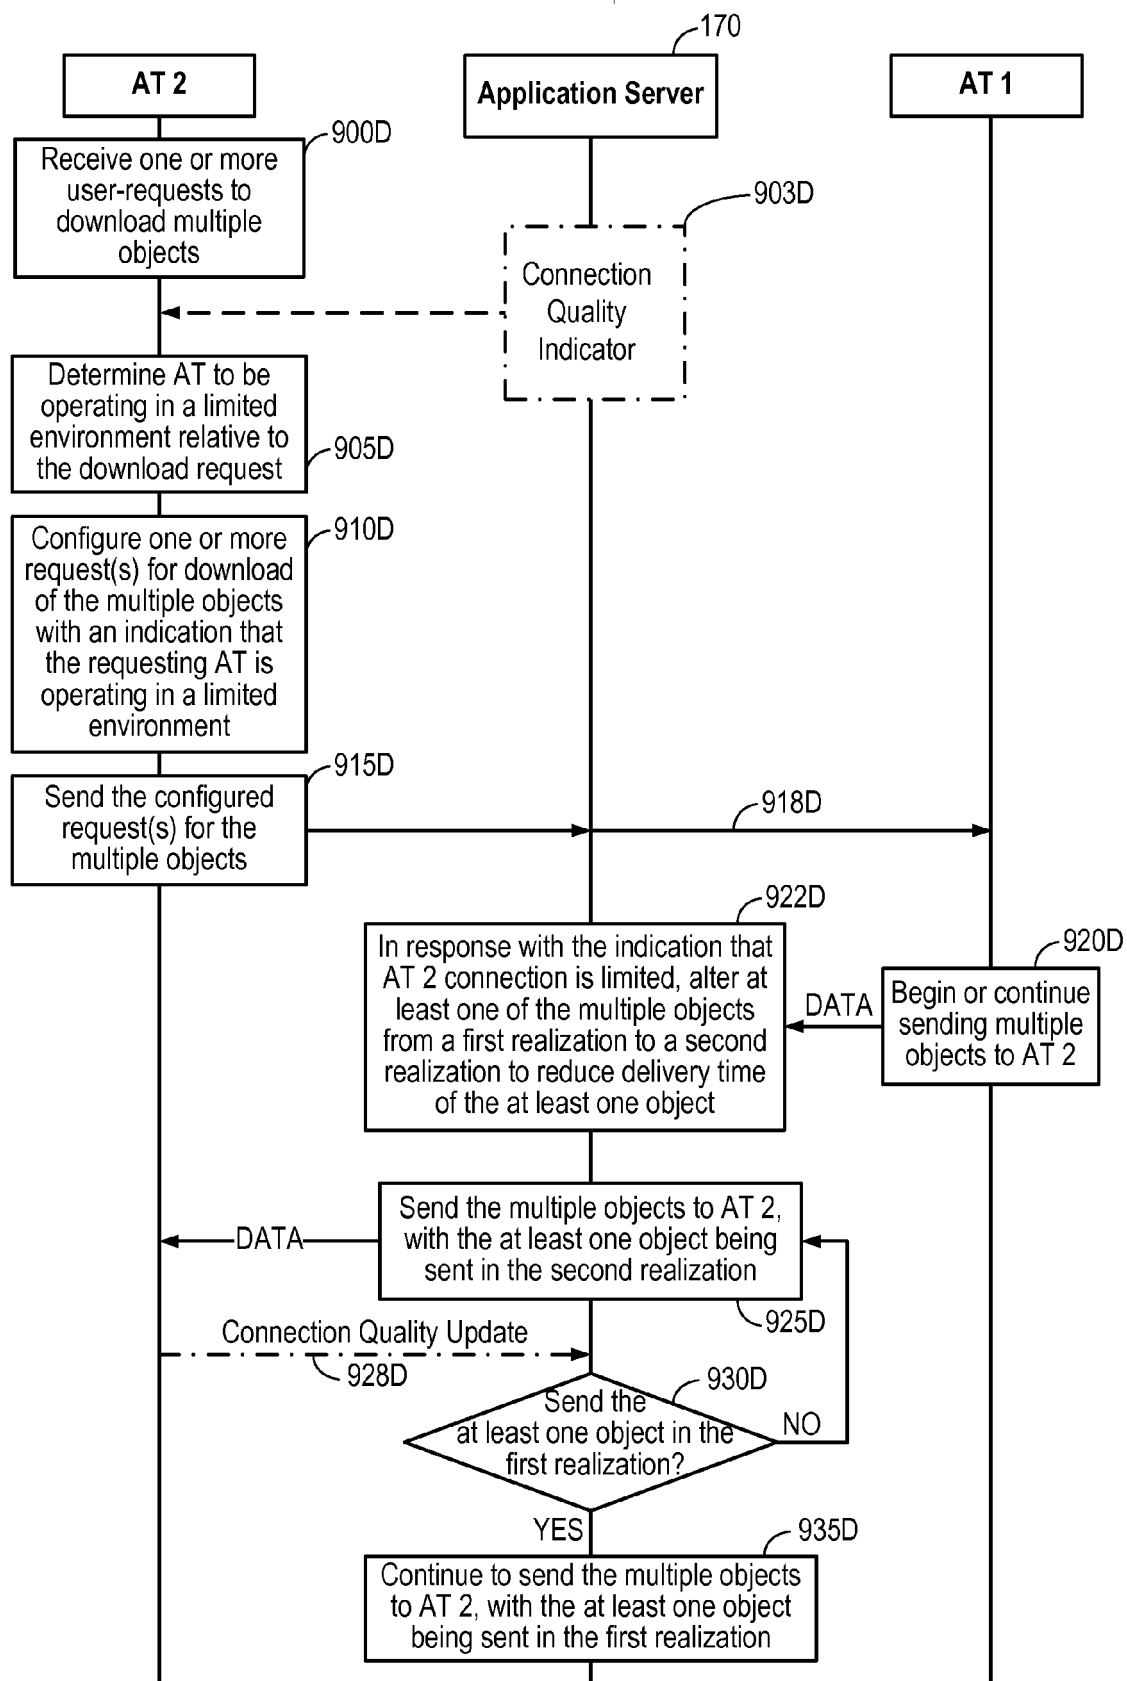 170
AT 2
Application Server
AT 1
900D
Receive one or more
user-requests to
download multiple
objects
903D
Connection
Quality
Indicator
Determine AT to be
operating in a limited
environment relative to
the download request
905D
910D
Configure one or more
request(s) for download
of the multiple objects
with an indication that
the requesting AT is
operating in a limited
environment
915D
Send the configured
request(s) for the
multiple objects
918D
922D
In response with the indication that
AT 2 connection is limited, alter at
least one of the multiple objects
from a first realization to a second
realization to reduce delivery time
of the at least one object
920D
DATA
Begin or continue
sending multiple
objects to AT 2
Send the multiple objects to AT 2,
with the at least one object being
sent in the second realization
DATA
925D
Connection Quality Update
928D
930D
Send the
at least one object in the
first realization?
NO
YES
935D
Continue to send the multiple objects
to AT 2, with the at least one object
being sent in the first realization